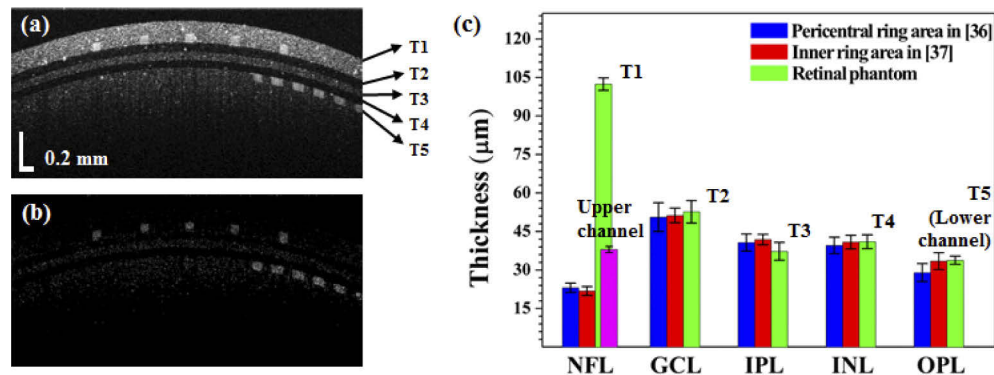 (a)
T1
T2
T3
T4
T5
0.2 mm
(b)
(c)
Thickness (μm)
120
105
90
75
60
45
30
15
Pericentral ring area in [36]
Inner ring area in [37]
Retinal phantom
T1
Upper
channel
T2
T3
T4
T5
(Lower
channel)
NFL GCL IPL INL OPL